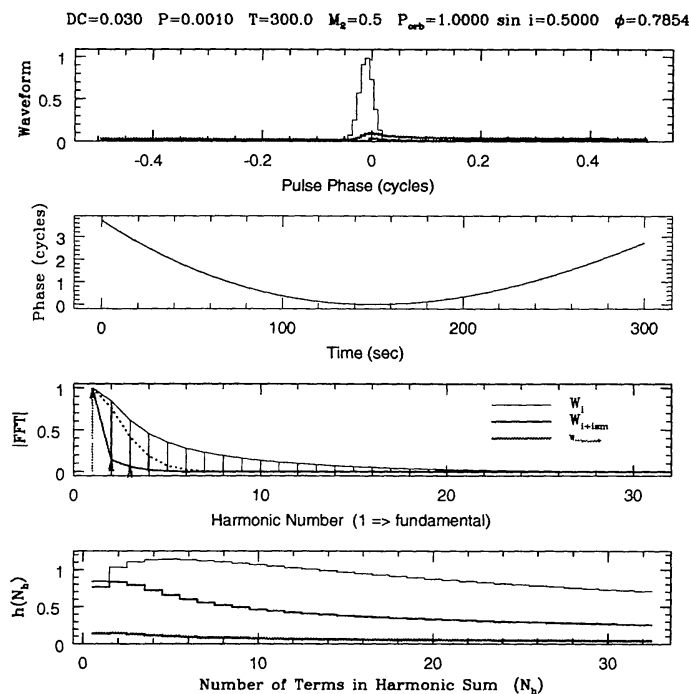 DC=0.030 P=0.0010 T=300.0 M₂=0.5 P_orb=1.0000 sin i=0.5000 φ=0.7854
Waveform
1
0.5
0
-0.4 -0.2 0 0.2 0.4
Pulse Phase (cycles)
Phase (cycles)
3
2
1
0
0 100 200 300
Time (sec)
|FFT|
1
0.5
0
W_i
W_i+ism
0 10 20 30
Harmonic Number (1 => fundamental)
h(N_h)
1
0.5
0
0 10 20 30
Number of Terms in Harmonic Sum (N_h)